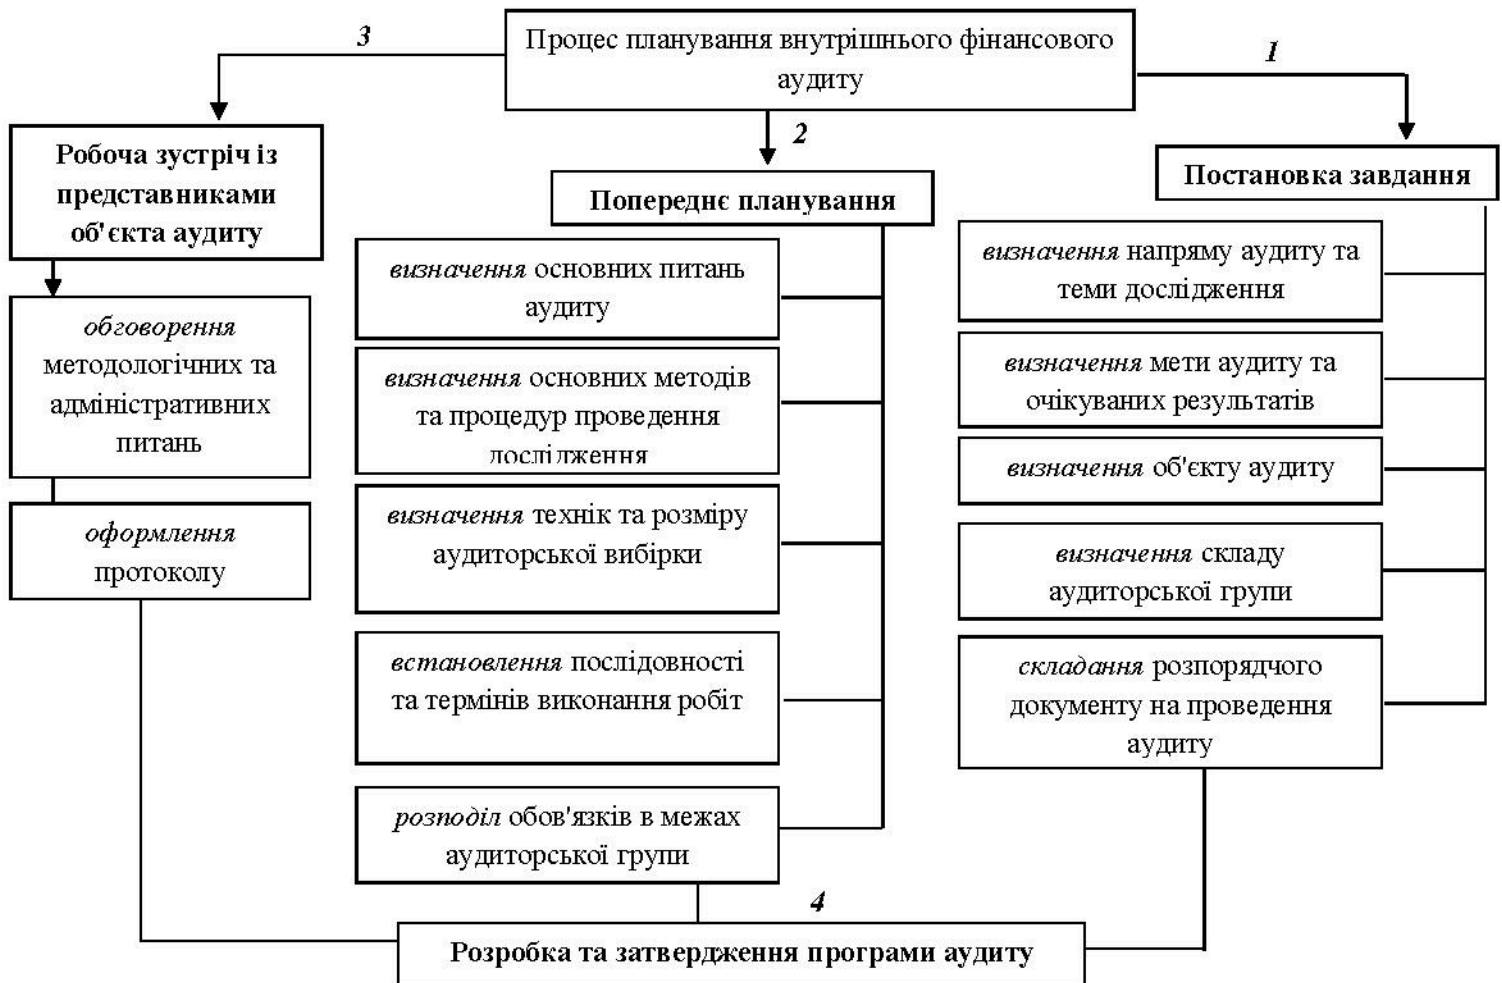 Процес планування внутрішнього фінансового
аудиту
3
1
2
Робоча зустріч із
представниками
об'єкта аудиту
обговорення
методологічних та
адміністративних
питань
оформлення
протоколу
Попереднє планування
визначення основних питань
аудиту
визначення основних методів
та процедур проведення
дослідження
визначення технік та розміру
аудиторської вибірки
встановлення послідовності
та термінів виконання робіт
розподіл обов'язків в межах
аудиторської групи
Постановка завдання
визначення напряму аудиту та
теми дослідження
визначення мети аудиту та
очікуваних результатів
визначення об'єкту аудиту
визначення складу
аудиторської групи
складання розпорядчого
документу на проведення
аудиту
4
Розробка та затвердження програми аудиту